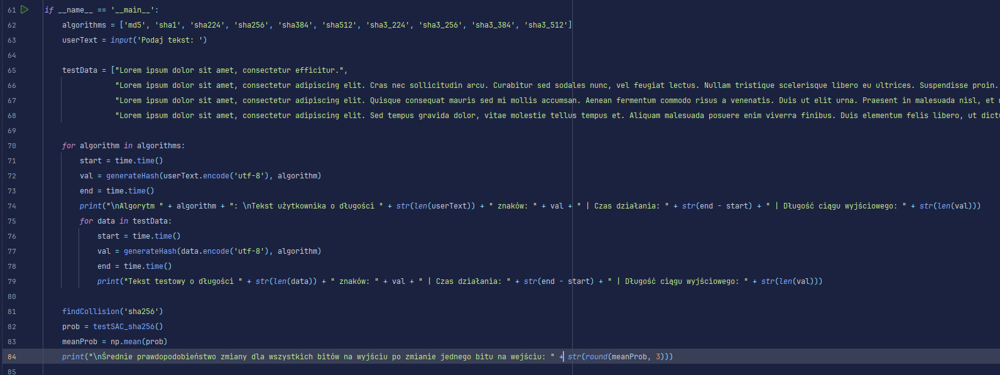 61 if __name__ == '__main__':
62 algorithms = ['md5', 'sha1', 'sha224', 'sha256', 'sha384', 'sha512', 'sha3_224', 'sha3_256', 'sha3_384', 'sha3_512']
63 userText = input('Podaj tekst: ')
64
65 testData = ["Lorem ipsum dolor sit amet, consectetur efficitur.",
66 "Lorem ipsum dolor sit amet, consectetur adipiscing elit. Cras nec sollicitudin arcu. Curabitur sed sodales nunc, vel feugiat lectus. Nullam tristique scelerisque libero eu ultrices. Suspendisse proin.
67 "Lorem ipsum dolor sit amet, consectetur adipiscing elit. Quisque consequat mauris sed mi mollis accumsan. Aenean fermentum commodo risus a venenatis. Duis ut elit urna. Praesent in malesuada nisl, et
68 "Lorem ipsum dolor sit amet, consectetur adipiscing elit. Sed tempus gravida dolor, vitae molestie tellus tempus et. Aliquam malesuada posuere enim viverra finibus. Duis elementum felis libero, ut dictu
69
70 for algorithm in algorithms:
71 start = time.time()
72 val = generateHash(userText.encode('utf-8'), algorithm)
73 end = time.time()
74 print("\nAlgorytm " + algorithm + ": \nTekst użytkownika o długości " + str(len(userText)) + " znaków: " + val + " | Czas działania: " + str(end - start) + " | Długość ciągu wyjściowego: " + str(len(val)))
75 for data in testData:
76 start = time.time()
77 val = generateHash(data.encode('utf-8'), algorithm)
78 end = time.time()
79 print("Tekst testowy o długości " + str(len(data)) + " znaków: " + val + " | Czas działania: " + str(end - start) + " | Długość ciągu wyjściowego: " + str(len(val)))
80
81 findCollision('sha256')
82 prob = testSAC_sha256()
83 meanProb = np.mean(prob)
84 print("\nŚrednie prawdopodobieństwo zmiany dla wszystkich bitów na wyjściu po zmianie jednego bitu na wejściu: " + str(round(meanProb, 3)))
85